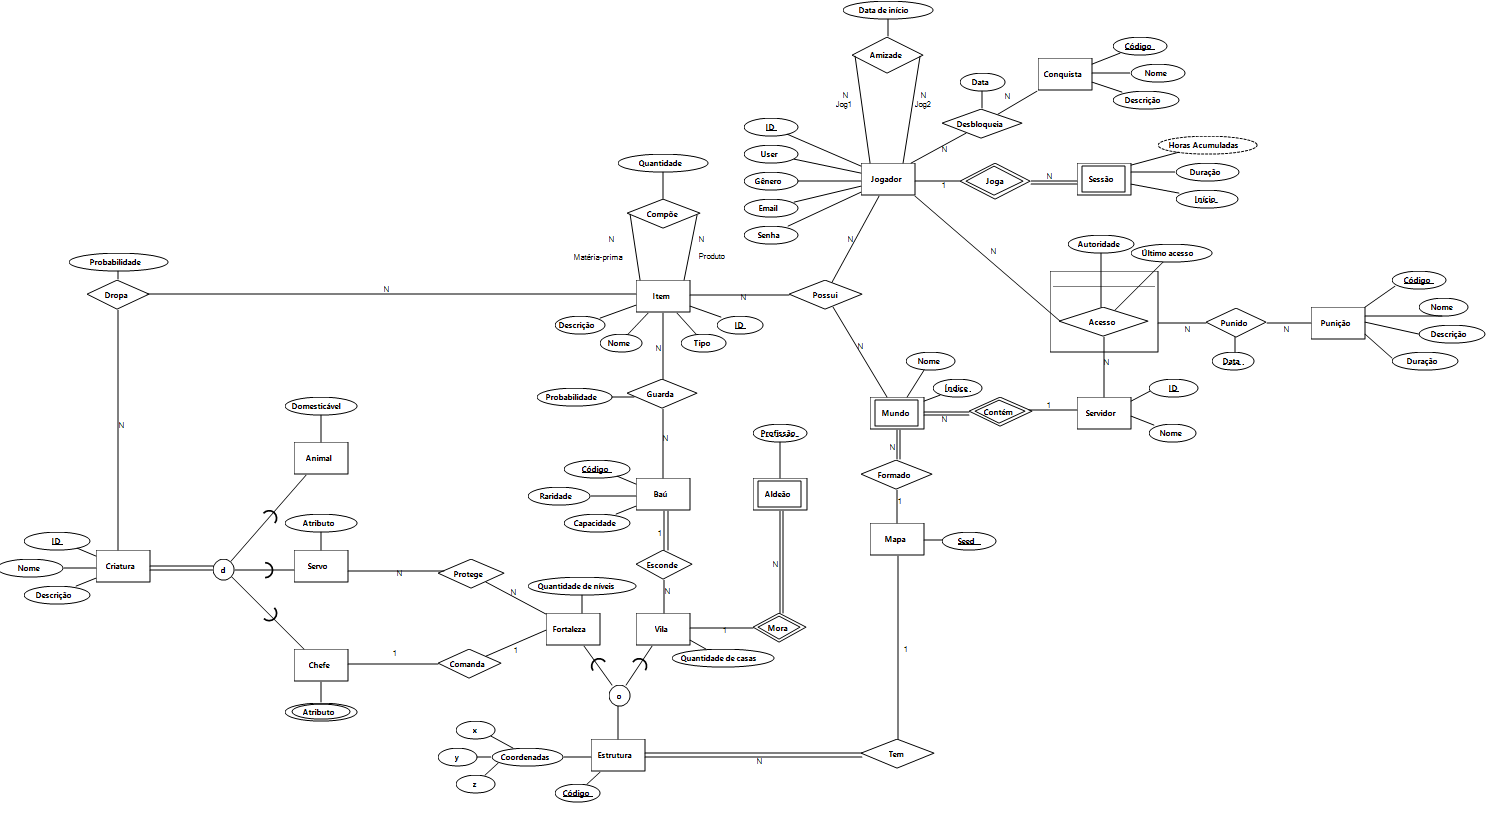 Data de início
Amizade
N
Jog1
N
Jog2
Data
Desbloqueia
N
N
Conquista
Código
Nome
Descrição
ID
User
Gênero
Email
Senha
Jogador
1
Joga
N
Sessão
Horas Acumuladas
Duração
Início
Quantidade
Compõe
N
Matéria-prima
N
Produto
Probabilidade
Dropa
N
Item
N
Possui
N
N
N
Autoridade
Último acesso
Acesso
N
Punido
N
Punição
Data
Código
Nome
Descrição
Duração
N
Descrição
Nome
Tipo
ID
N
Probabilidade
Guarda
N
Nome
Índice
Mundo
N
Contém
1
Servidor
ID
Nome
N
Formado
1
Mapa
Seed
N
Domesticável
Animal
Código
Raridade
Capacidade
Baú
1
Esconde
N
Profissão
Aldeão
N
Mora
1
ID
Nome
Descrição
Criatura
d
Atributo
Servo
N
Protege
N
Quantidade de níveis
Fortaleza
Vila
Quantidade de casas
Chefe
Atributo
1
Comanda
1
o
1
x
y
z
Coordenadas
Estrutura
Código
N
Tem